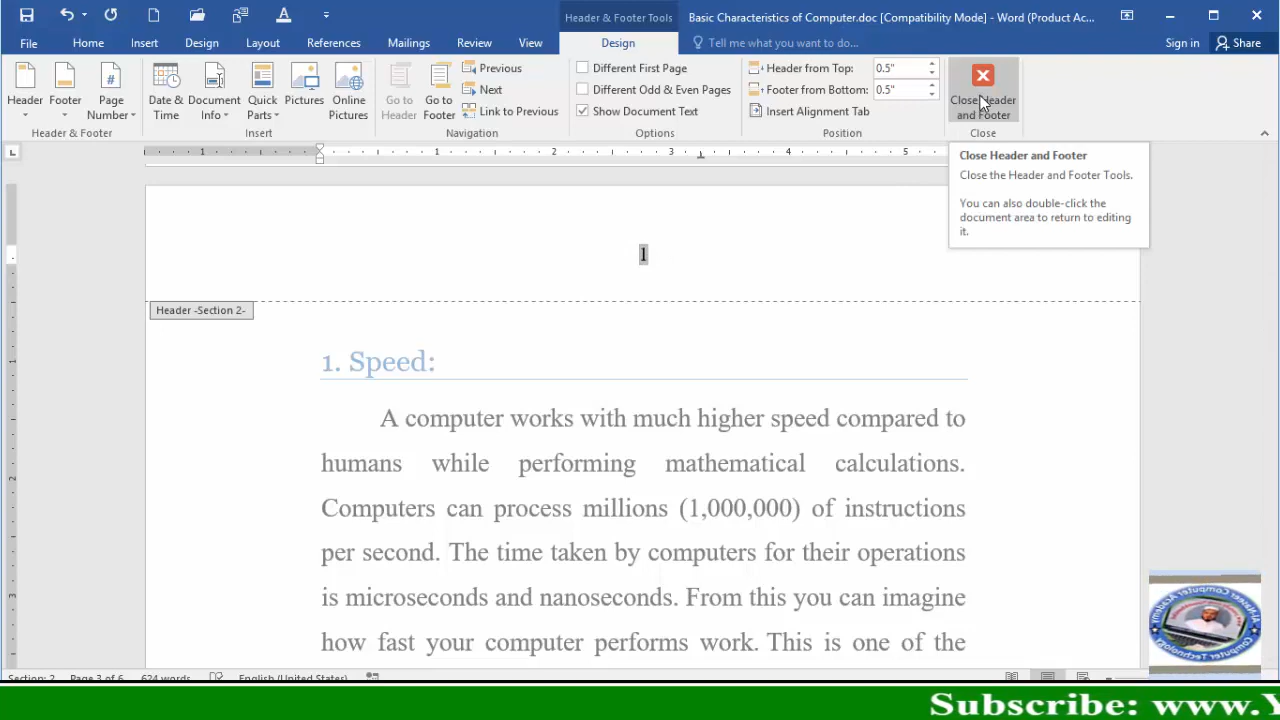 Header & Footer Tools
Basic Characteristics of Computer.doc [Compatibility Mode] - Word (Product Ac...
File Home Insert Design Layout References Mailings Review View Design Tell me what you want to do... Sign in Share
Header
Footer
Page Number
Header & Footer
Date & Time
Document Info
Quick Parts
Pictures
Online Pictures
Insert
Go to Header
Go to Footer
Previous
Next
Link to Previous
Navigation
Different First Page
Different Odd & Even Pages
Show Document Text
Options
Header from Top: 0.5"
Footer from Bottom: 0.5"
Insert Alignment Tab
Position
Close Header and Footer
Close
1 1 2 3 4 5
Close Header and Footer
Close the Header and Footer Tools.
You can also double-click the
document area to return to editing
it.
1
Header -Section 2-
1. Speed:
A computer works with much higher speed compared to
humans while performing mathematical calculations.
Computers can process millions (1,000,000) of instructions
per second. The time taken by computers for their operations
is microseconds and nanoseconds. From this you can imagine
how fast your computer performs work. This is one of the
Section: 2 Page 3 of 6 624 words English (United States)
Subscribe: www.Y